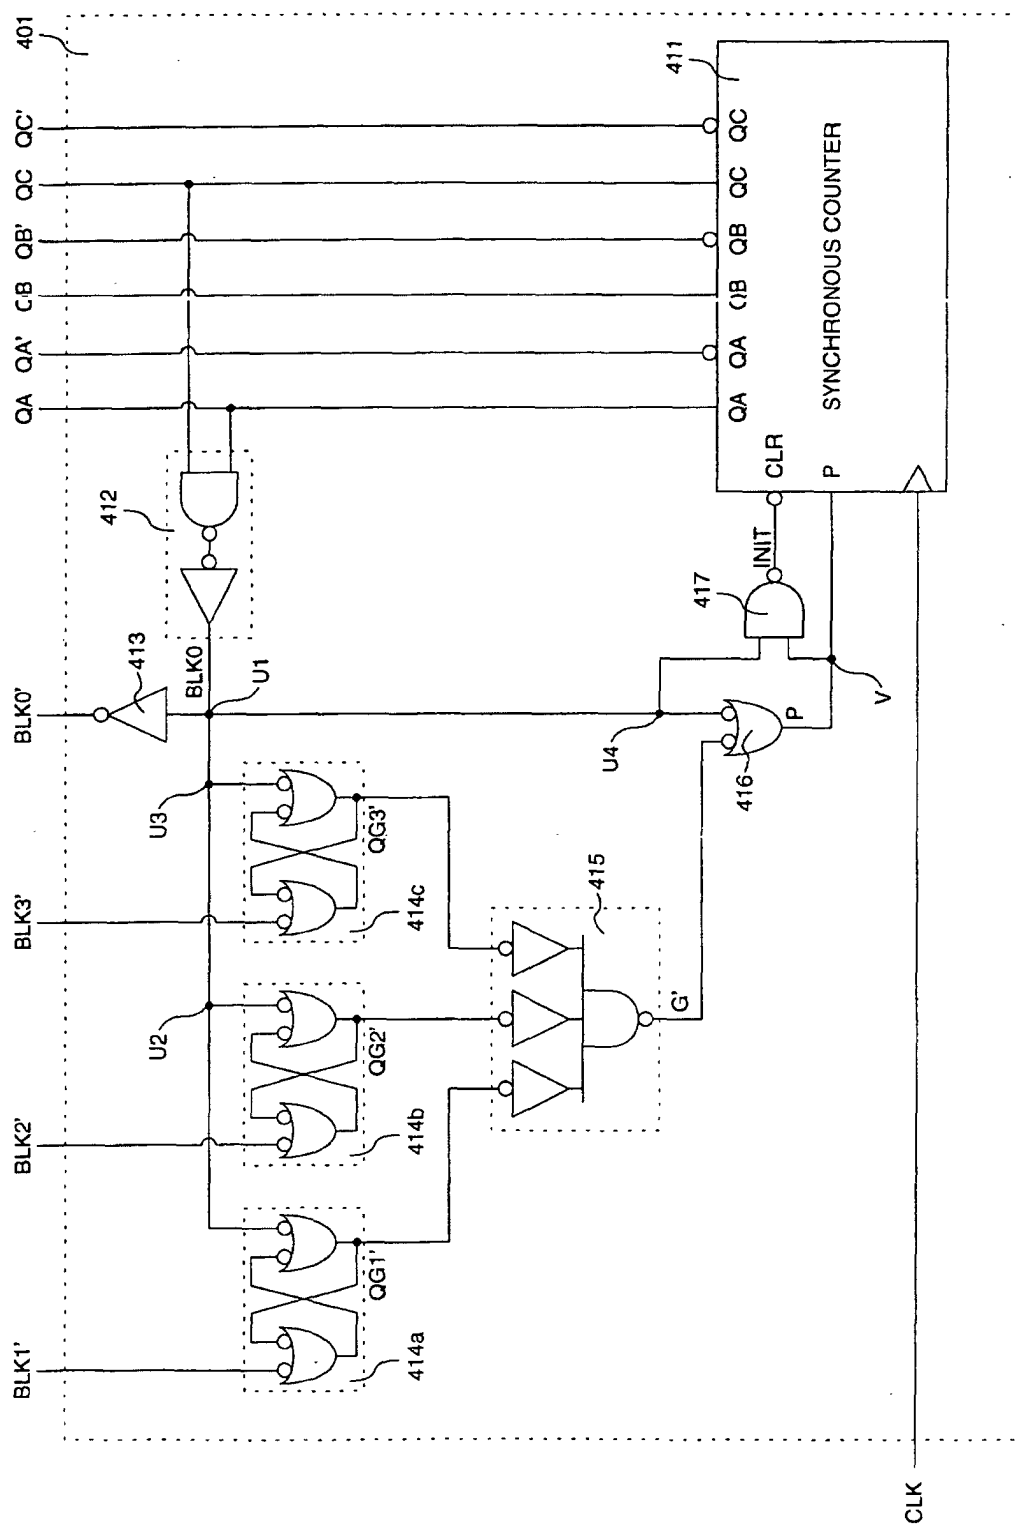 BLK1'
BLK2'
BLK3'
BLK0'
QA
QA'
QB
QB'
QC
QC'
401
412
413
BLK0
U1
U2
U3
QG1'
QG2'
QG3'
414a
414b
414c
415
G'
U4
416
P
417
INIT
V
411
QA
QA
QB
QB
QC
QC
CLR
P
SYNCHRONOUS COUNTER
CLK